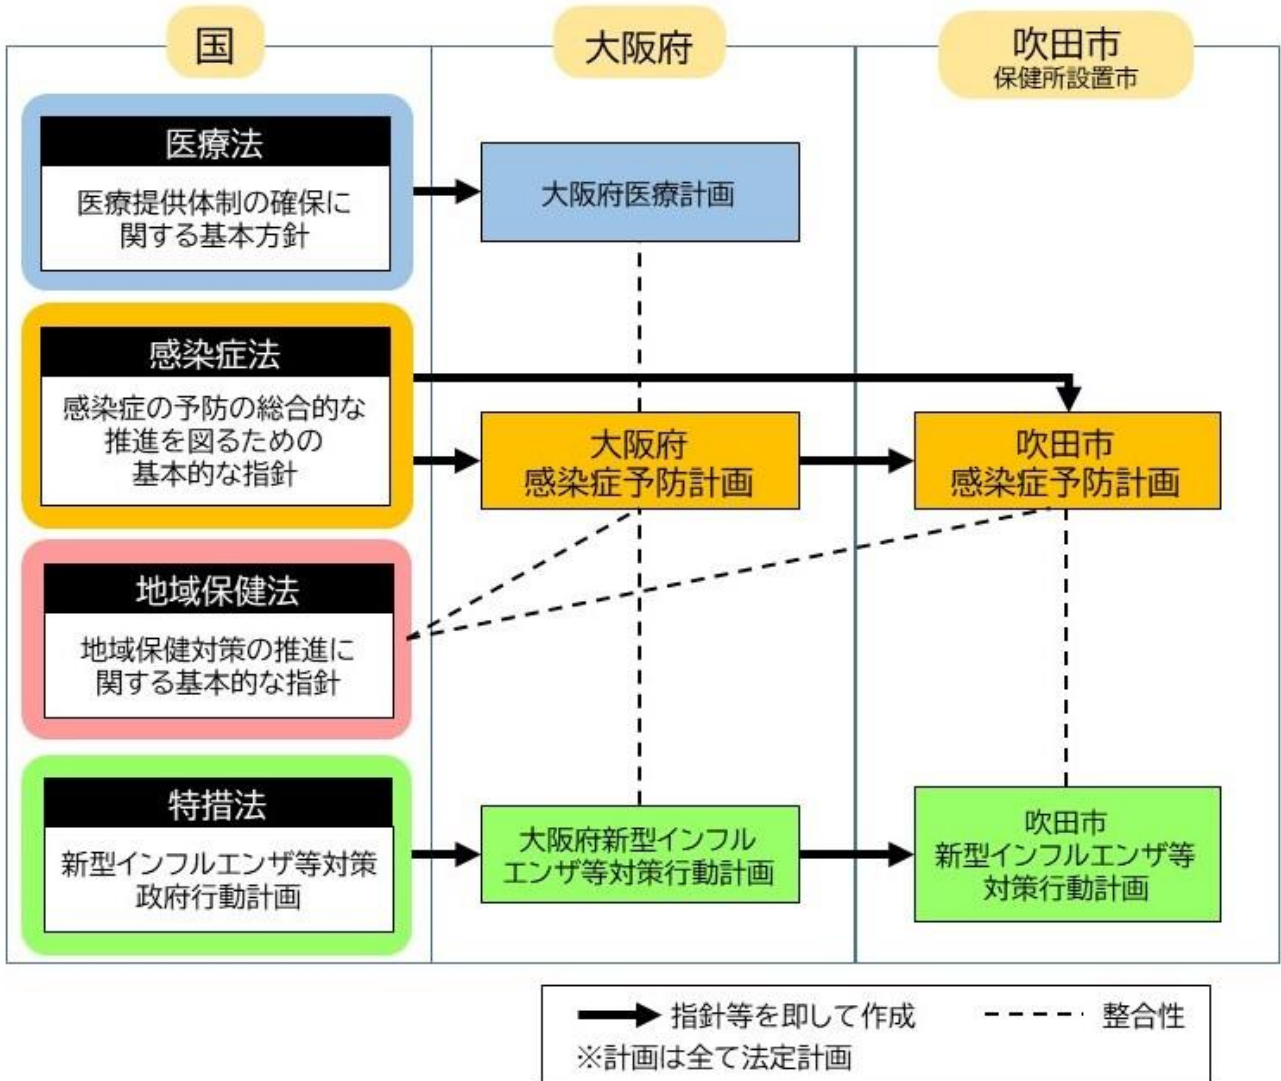 国
大阪府
吹田市
保健所設置市
医療法
医療提供体制の確保に
関する基本方針
大阪府医療計画
感染症法
感染症の予防の総合的な
推進を図るための
基本的な指針
大阪府
感染症予防計画
吹田市
感染症予防計画
地域保健法
地域保健対策の推進に
関する基本的な指針
特措法
新型インフルエンザ等対策
政府行動計画
大阪府新型インフル
エンザ等対策行動計画
吹田市
新型インフルエンザ等
対策行動計画
指針等を即して作成
整合性
※計画は全て法定計画